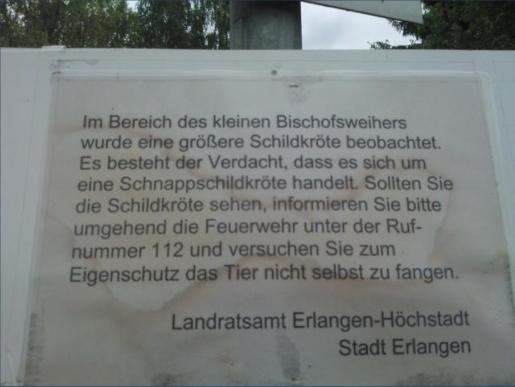 Im Bereich des kleinen Bischofsweihers
wurde eine größere Schildkröte beobachtet.
Es besteht der Verdacht, dass es sich um
eine Schnappschildkröte handelt. Sollten Sie
die Schildkröte sehen, informieren Sie bitte
umgehend die Feuerwehr unter der Ruf-
nummer 112 und versuchen Sie zum
Eigenschutz das Tier nicht selbst zu fangen.
Landratsamt Erlangen-Höchstadt
Stadt Erlangen